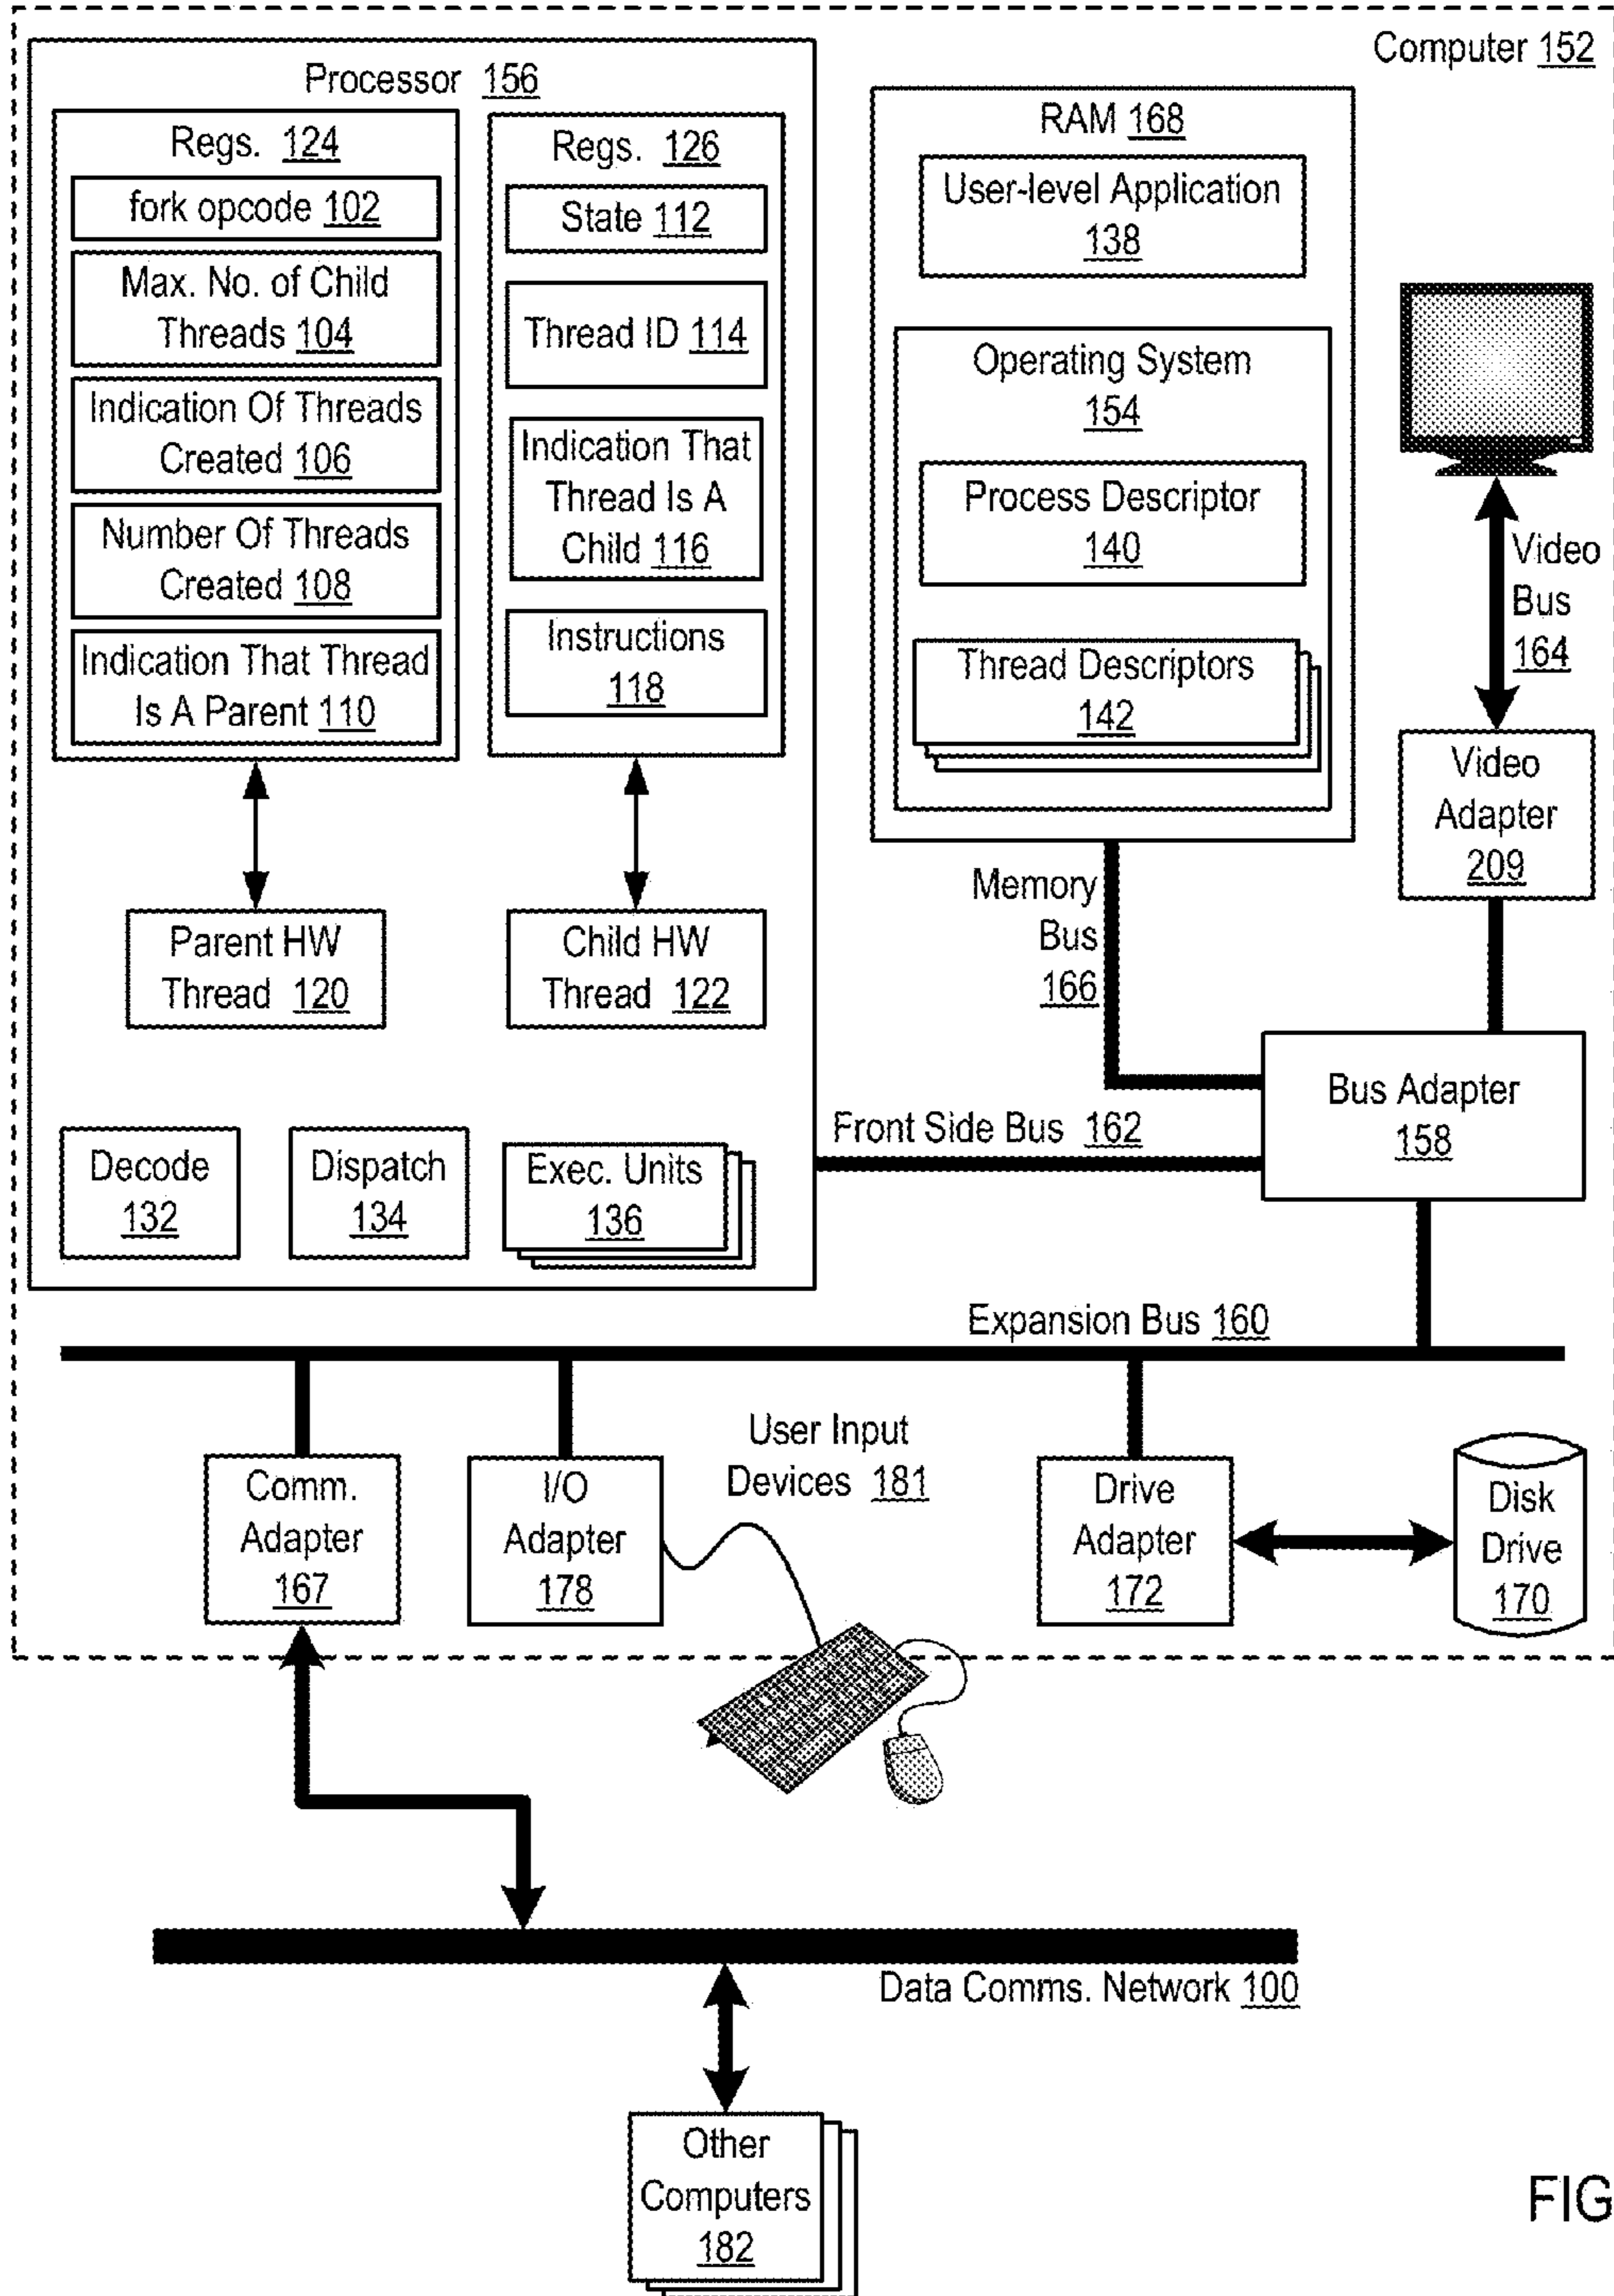 Computer 152
Processor 156
Regs. 124
fork opcode 102
Max. No. of Child
Threads 104
Indication Of Threads
Created 106
Number Of Threads
Created 108
Indication That Thread
Is A Parent 110
Regs. 126
State 112
Thread ID 114
Indication That
Thread Is A
Child 116
Instructions
118
Parent HW
Thread 120
Child HW
Thread 122
Decode
132
Dispatch
134
Exec. Units
136
RAM 168
User-level Application
138
Operating System
154
Process Descriptor
140
Thread Descriptors
142
Video
Bus
164
Video
Adapter
209
Memory
Bus
166
Bus Adapter
158
Front Side Bus 162
Expansion Bus 160
Comm.
Adapter
167
I/O
Adapter
178
User Input
Devices 181
Drive
Adapter
172
Disk
Drive
170
Data Comms. Network 100
Other
Computers
182
FIG